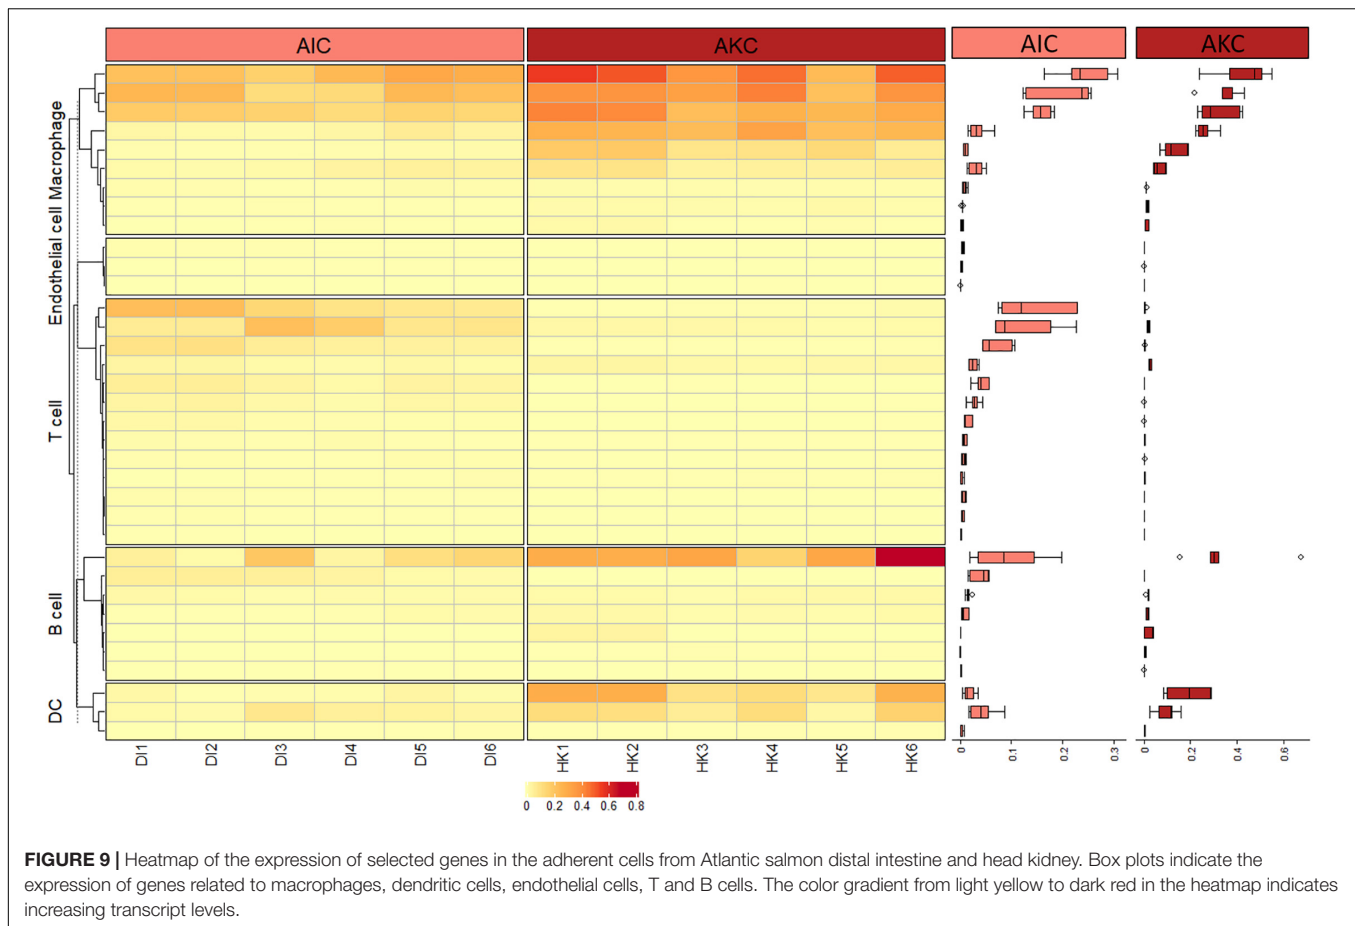 AIC AKC AIC AKC
Macrophage
Endothelial cell
T cell
B cell
DC
DI1 DI2 DI3 DI4 DI5 DI6 HK1 HK2 HK3 HK4 HK5 HK6
0 0.1 0.2 0.3 0 0.2 0.4 0.6
0 0.2 0.4 0.6 0.8
FIGURE 9 | Heatmap of the expression of selected genes in the adherent cells from Atlantic salmon distal intestine and head kidney. Box plots indicate the
expression of genes related to macrophages, dendritic cells, endothelial cells, T and B cells. The color gradient from light yellow to dark red in the heatmap indicates
increasing transcript levels.